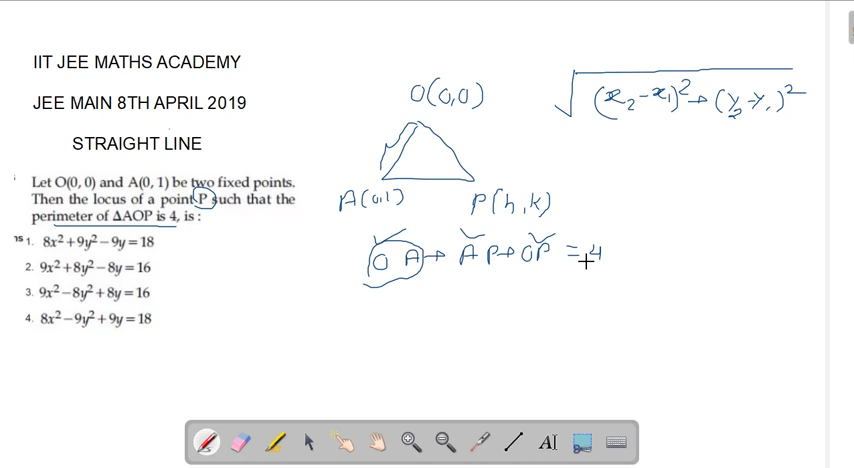 IIT JEE MATHS ACADEMY
JEE MAIN 8TH APRIL 2019
STRAIGHT LINE
Let O(0, 0) and A(0, 1) be two fixed points.
Then the locus of a point P such that the
perimeter of ΔAOP is 4, is :
1. 8x² + 9y² − 9y = 18
2. 9x² + 8y² − 8y = 16
3. 9x² − 8y² + 8y = 16
4. 8x² − 9y² + 9y = 18
O(0,0)
A(0,1)
P(h,k)
OA + AP + OP = 4
√(x₂-x₁)² + (y₂-y₁)²
AI